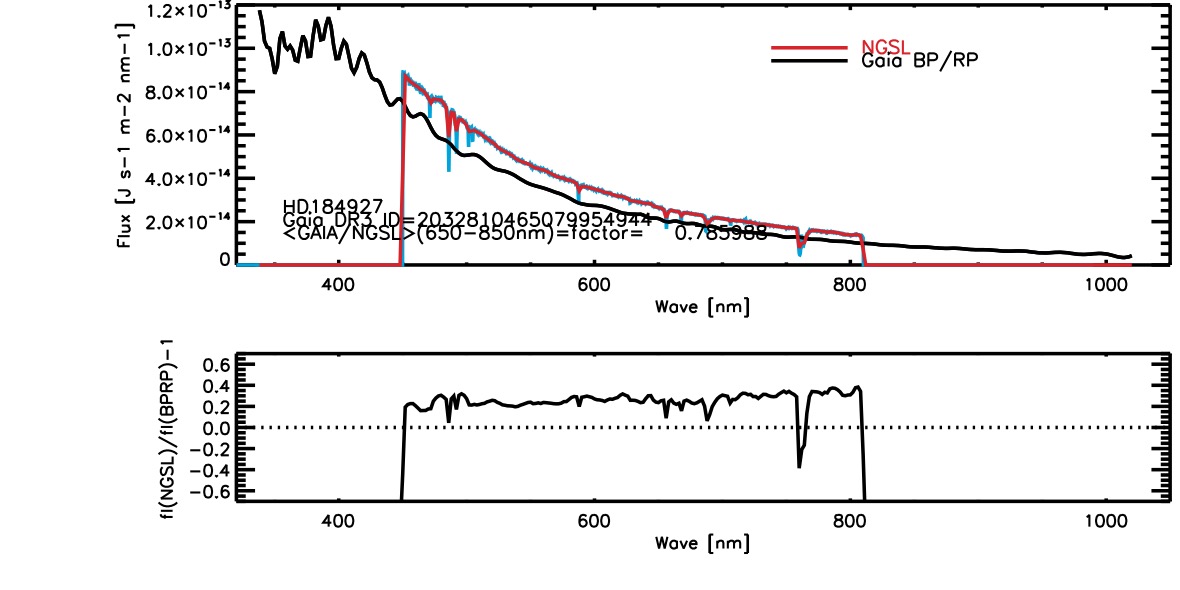 1.2×10−13
1.0×10−13
8.0×10−14
6.0×10−14
4.0×10−14
2.0×10−14
0
Flux [J s−1 m−2 nm−1]
NGSL
Gaia BP/RP
HD184927
Gaia DR3 ID=2032810465079954944
<GAIA/NGSL>(650−850nm)=factor= 0.785988
400 600 800 1000
Wave [nm]
fl(NGSL)/fl(BPRP)−1
0.6
0.4
0.2
0.0
−0.2
−0.4
−0.6
400 600 800 1000
Wave [nm]